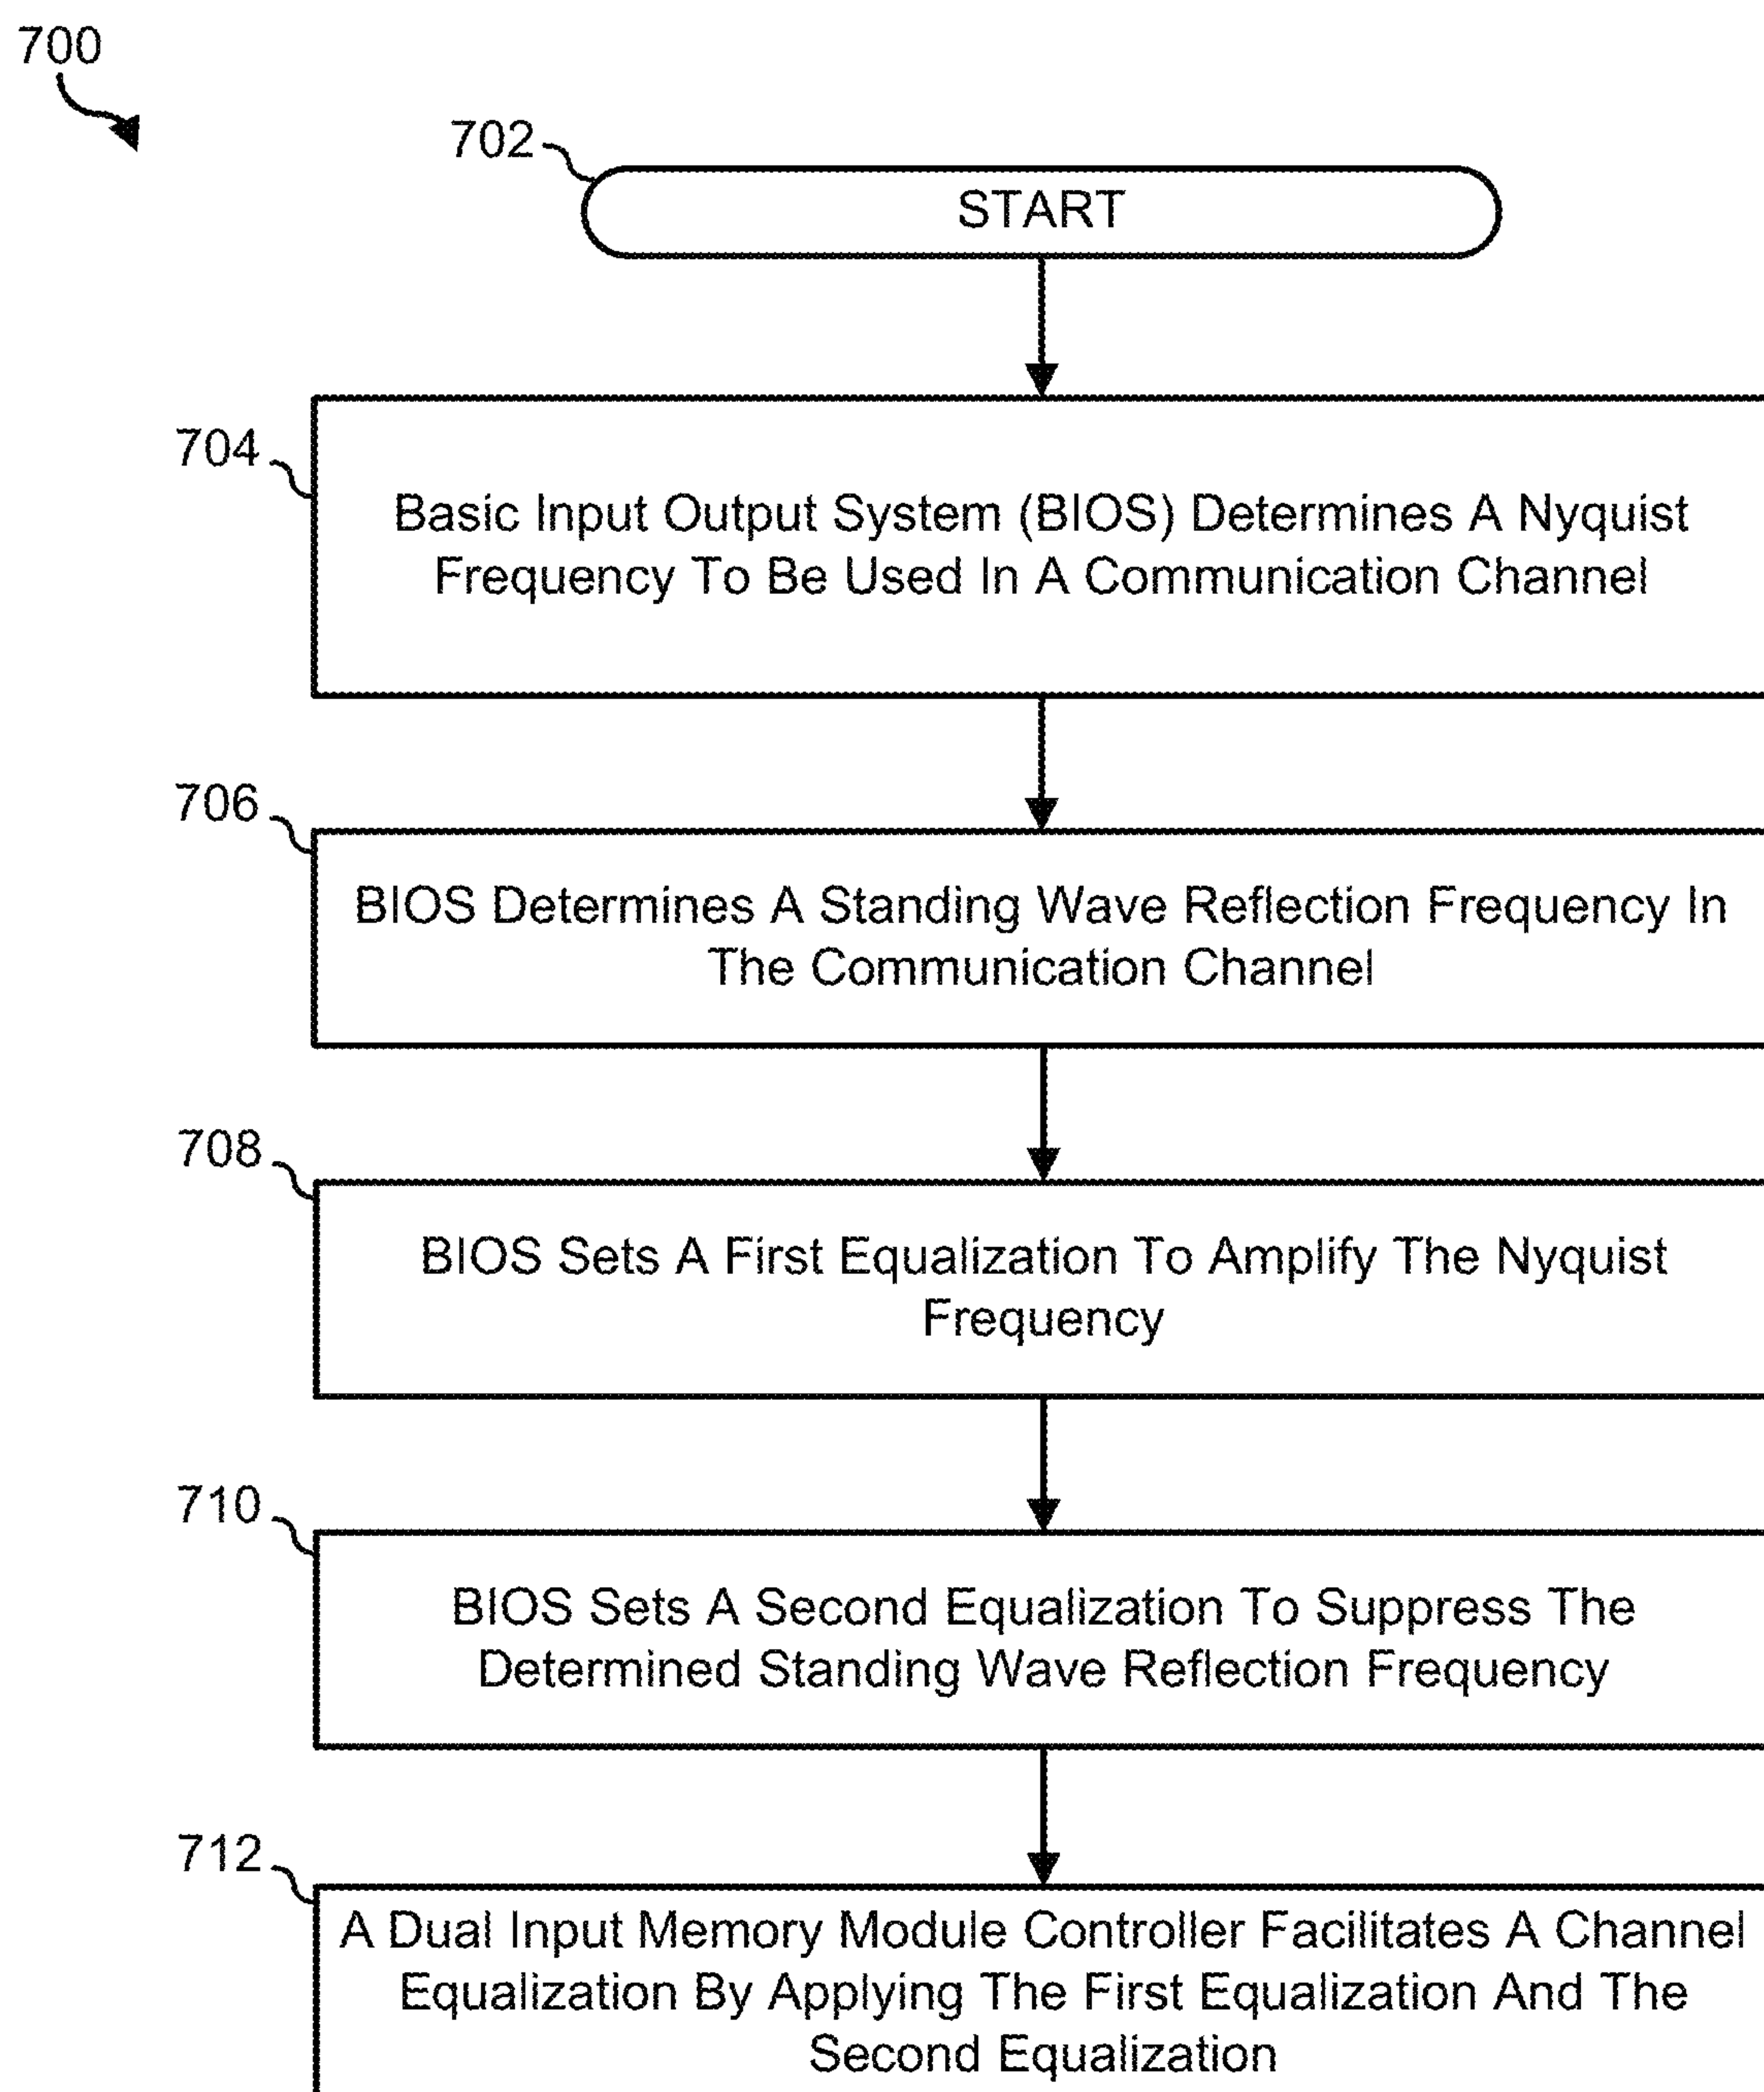 700
702
START
704
Basic Input Output System (BIOS) Determines A Nyquist
Frequency To Be Used In A Communication Channel
706
BIOS Determines A Standing Wave Reflection Frequency In
The Communication Channel
708
BIOS Sets A First Equalization To Amplify The Nyquist
Frequency
710
BIOS Sets A Second Equalization To Suppress The
Determined Standing Wave Reflection Frequency
712
A Dual Input Memory Module Controller Facilitates A Channel
Equalization By Applying The First Equalization And The
Second Equalization